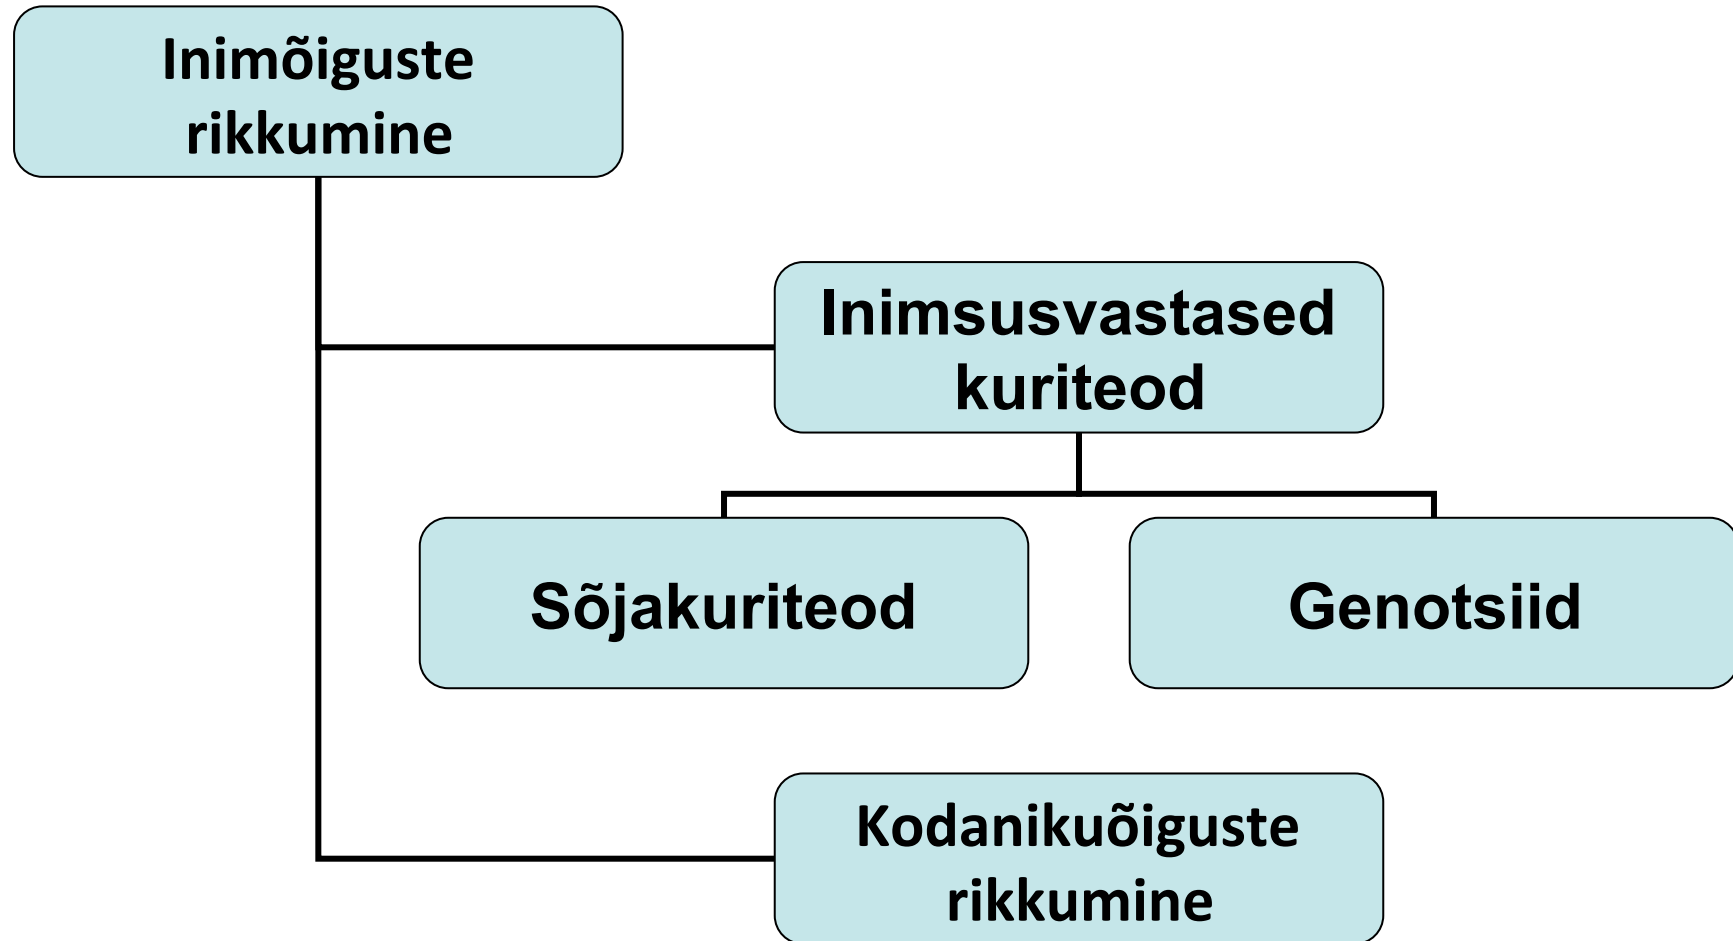 Inimõiguste
rikkumine
Inimsusvastased
kuriteod
Sõjakuriteod
Genotsiid
Kodanikuõiguste
rikkumine